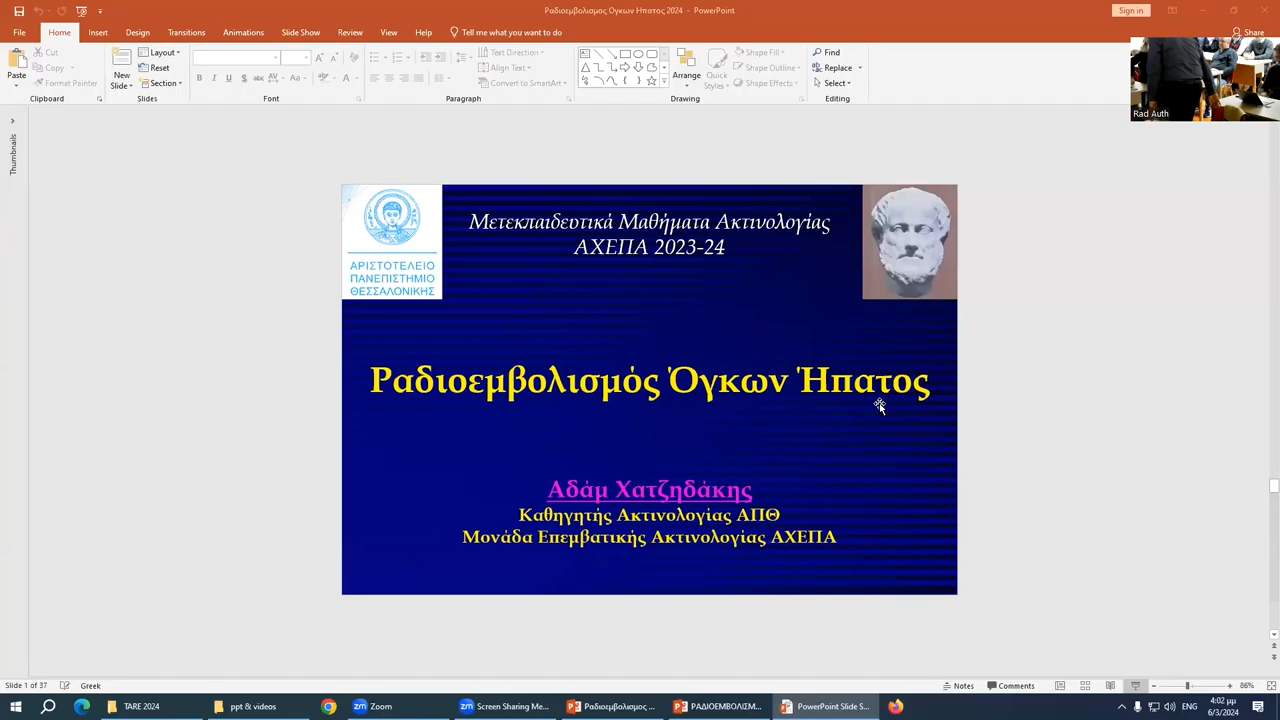 Ραδιοεμβολισμος Ογκων Ηπατος 2024 - PowerPoint
Sign in
File Home Insert Design Transitions Animations Slide Show Review View Help Tell me what you want to do Share
Paste
Cut
Copy
Format Painter
Clipboard
New Slide
Layout
Reset
Section
Slides
Font
Text Direction
Align Text
Convert to SmartArt
Paragraph
Arrange
Quick Styles
Shape Fill
Shape Outline
Shape Effects
Drawing
Find
Replace
Select
Editing
Rad Auth
Thumbnails
ΑΡΙΣΤΟΤΕΛΕΙΟ
ΠΑΝΕΠΙΣΤΗΜΙΟ
ΘΕΣΣΑΛΟΝΙΚΗΣ
Μετεκπαιδευτικά Μαθήματα Ακτινολογίας
ΑΧΕΠΑ 2023-24
Ραδιοεμβολισμός Όγκων Ήπατος
Αδάμ Χατζηδάκης
Καθηγητής Ακτινολογίας ΑΠΘ
Μονάδα Επεμβατικής Ακτινολογίας ΑΧΕΠΑ
Slide 1 of 37 Greek Notes Comments 86%
TARE 2024 ppt & videos Zoom Screen Sharing Me... Ραδιοεμβολισμος ... ΡΑΔΙΟΕΜΒΟΛΙΣΜ... PowerPoint Slide S... ENG 4:02 μμ
6/3/2024